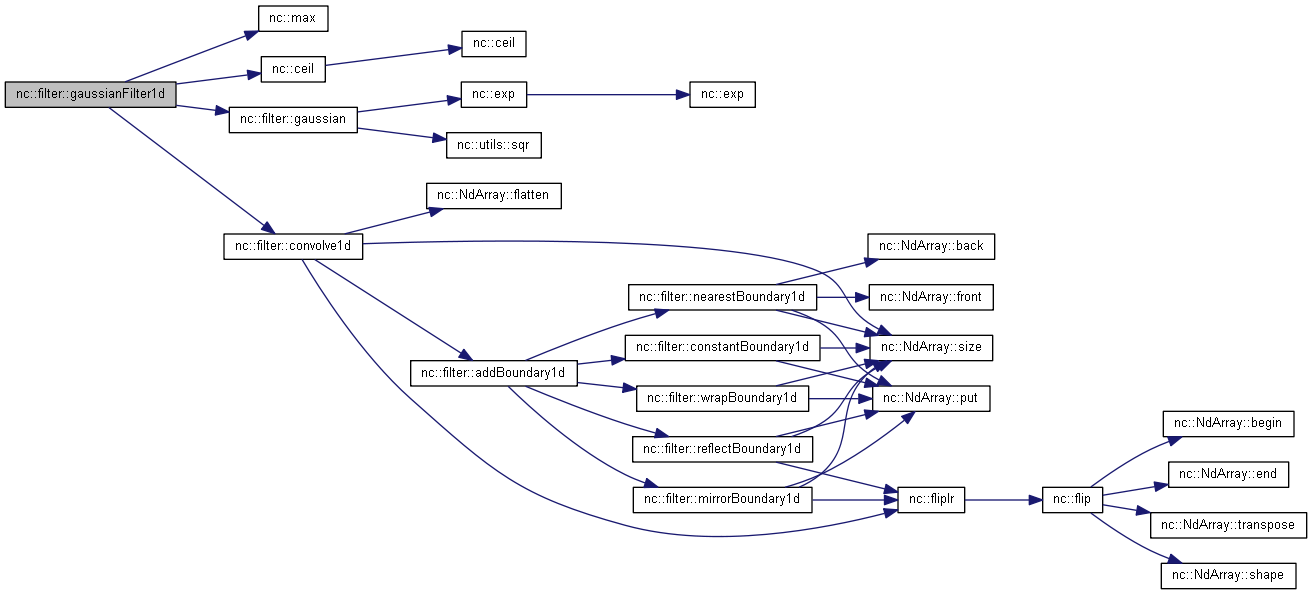 nc::max
nc::ceil
nc::ceil
nc::filter::gaussianFilter1d
nc::exp
nc::exp
nc::filter::gaussian
nc::utils::sqr
nc::NdArray::flatten
nc::filter::convolve1d
nc::NdArray::back
nc::filter::nearestBoundary1d
nc::NdArray::front
nc::filter::constantBoundary1d
nc::NdArray::size
nc::filter::addBoundary1d
nc::filter::wrapBoundary1d
nc::NdArray::put
nc::NdArray::begin
nc::filter::reflectBoundary1d
nc::NdArray::end
nc::filter::mirrorBoundary1d
nc::fliplr
nc::flip
nc::NdArray::transpose
nc::NdArray::shape